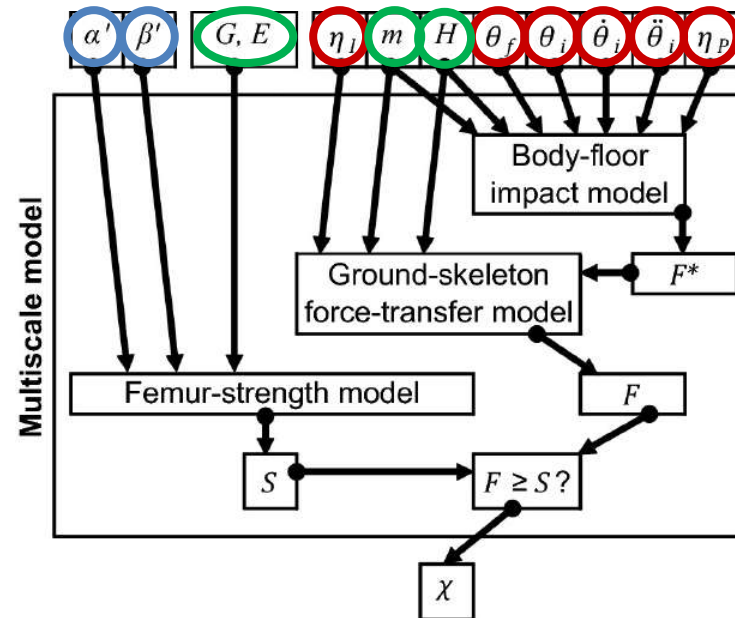 α′ β′ G, E η_I m H θ_f θ_i θ̇_i θ̈_i η_P
Body-floor
impact model
Multiscale model
Ground-skeleton
force-transfer model
F*
Femur-strength model
F
S
F ≥ S?
χ